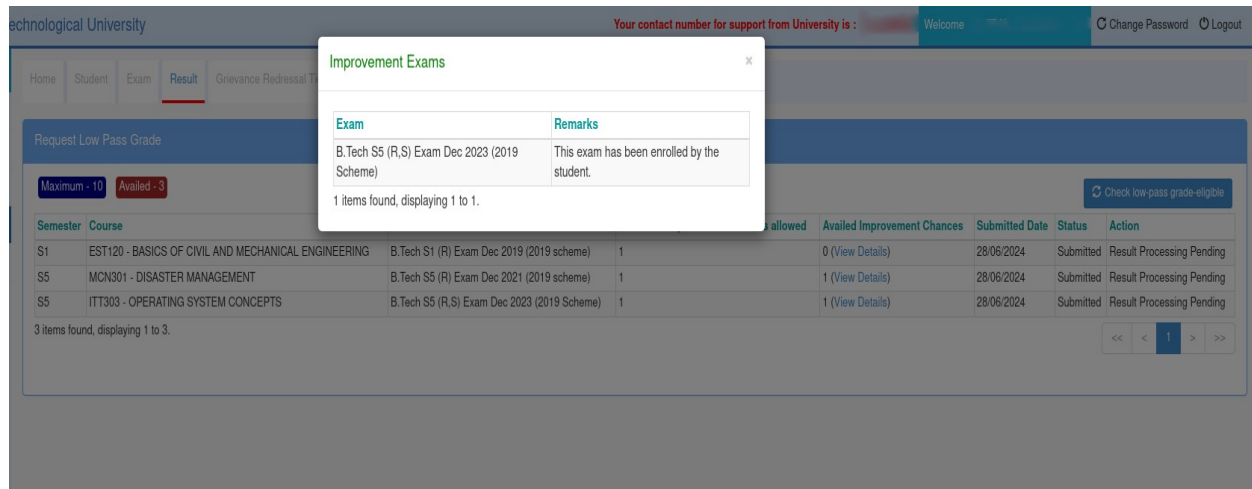 echnological University
Your contact number for support from University is :
Welcome
Change Password Logout
Home Student Exam Result Grievance Redressal
Improvement Exams x
Exam Remarks
B.Tech S5 (R,S) Exam Dec 2023 (2019 Scheme) This exam has been enrolled by the student.
1 items found, displaying 1 to 1.
Request Low Pass Grade
Maximum - 10 Availed - 3
Check low-pass grade-eligible
Semester Course s allowed Availed Improvement Chances Submitted Date Status Action
S1 EST120 - BASICS OF CIVIL AND MECHANICAL ENGINEERING B.Tech S1 (R) Exam Dec 2019 (2019 scheme) 1 0 (View Details) 28/06/2024 Submitted Result Processing Pending
S5 MCN301 - DISASTER MANAGEMENT B.Tech S5 (R) Exam Dec 2021 (2019 scheme) 1 1 (View Details) 28/06/2024 Submitted Result Processing Pending
S5 ITT303 - OPERATING SYSTEM CONCEPTS B.Tech S5 (R,S) Exam Dec 2023 (2019 Scheme) 1 1 (View Details) 28/06/2024 Submitted Result Processing Pending
3 items found, displaying 1 to 3.
<< < 1 > >>